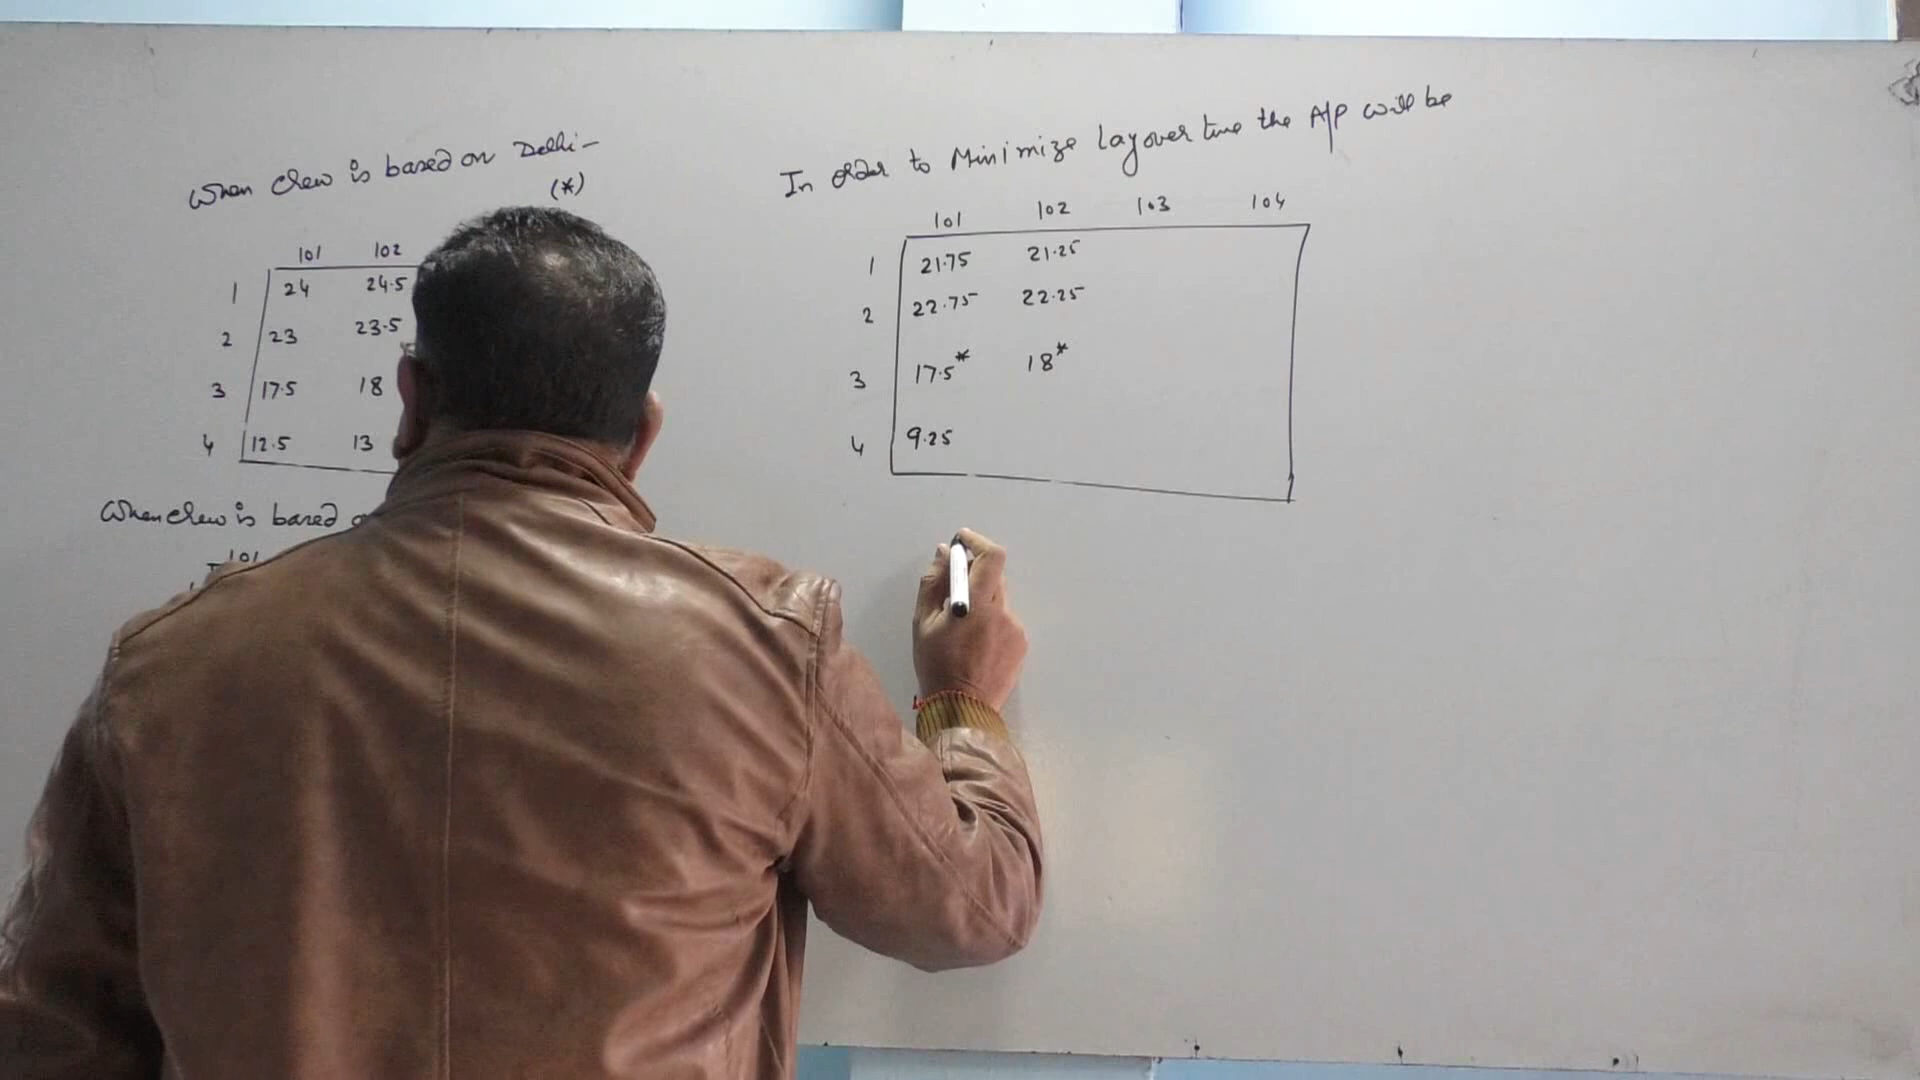 When Crew is based on Delhi-
(*)
101 102
1 24 24.5
2 23 23.5
3 17.5 18
4 12.5 13
When Crew is based
101
In order to Minimize layover time the A/P will be
101 102 103 104
1 21.75 21.25
2 22.75 22.25
3 17.5* 18*
4 9.25